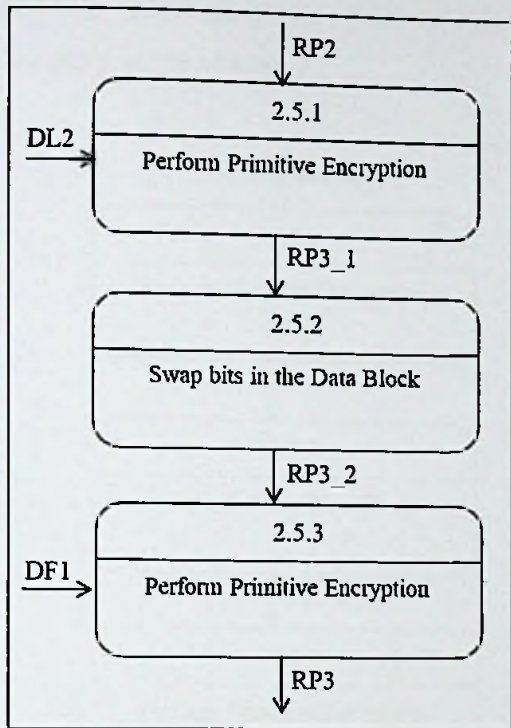 RP2
2.5.1
DL2
Perform Primitive Encryption
RP3_1
2.5.2
Swap bits in the Data Block
RP3_2
2.5.3
DF1
Perform Primitive Encryption
RP3